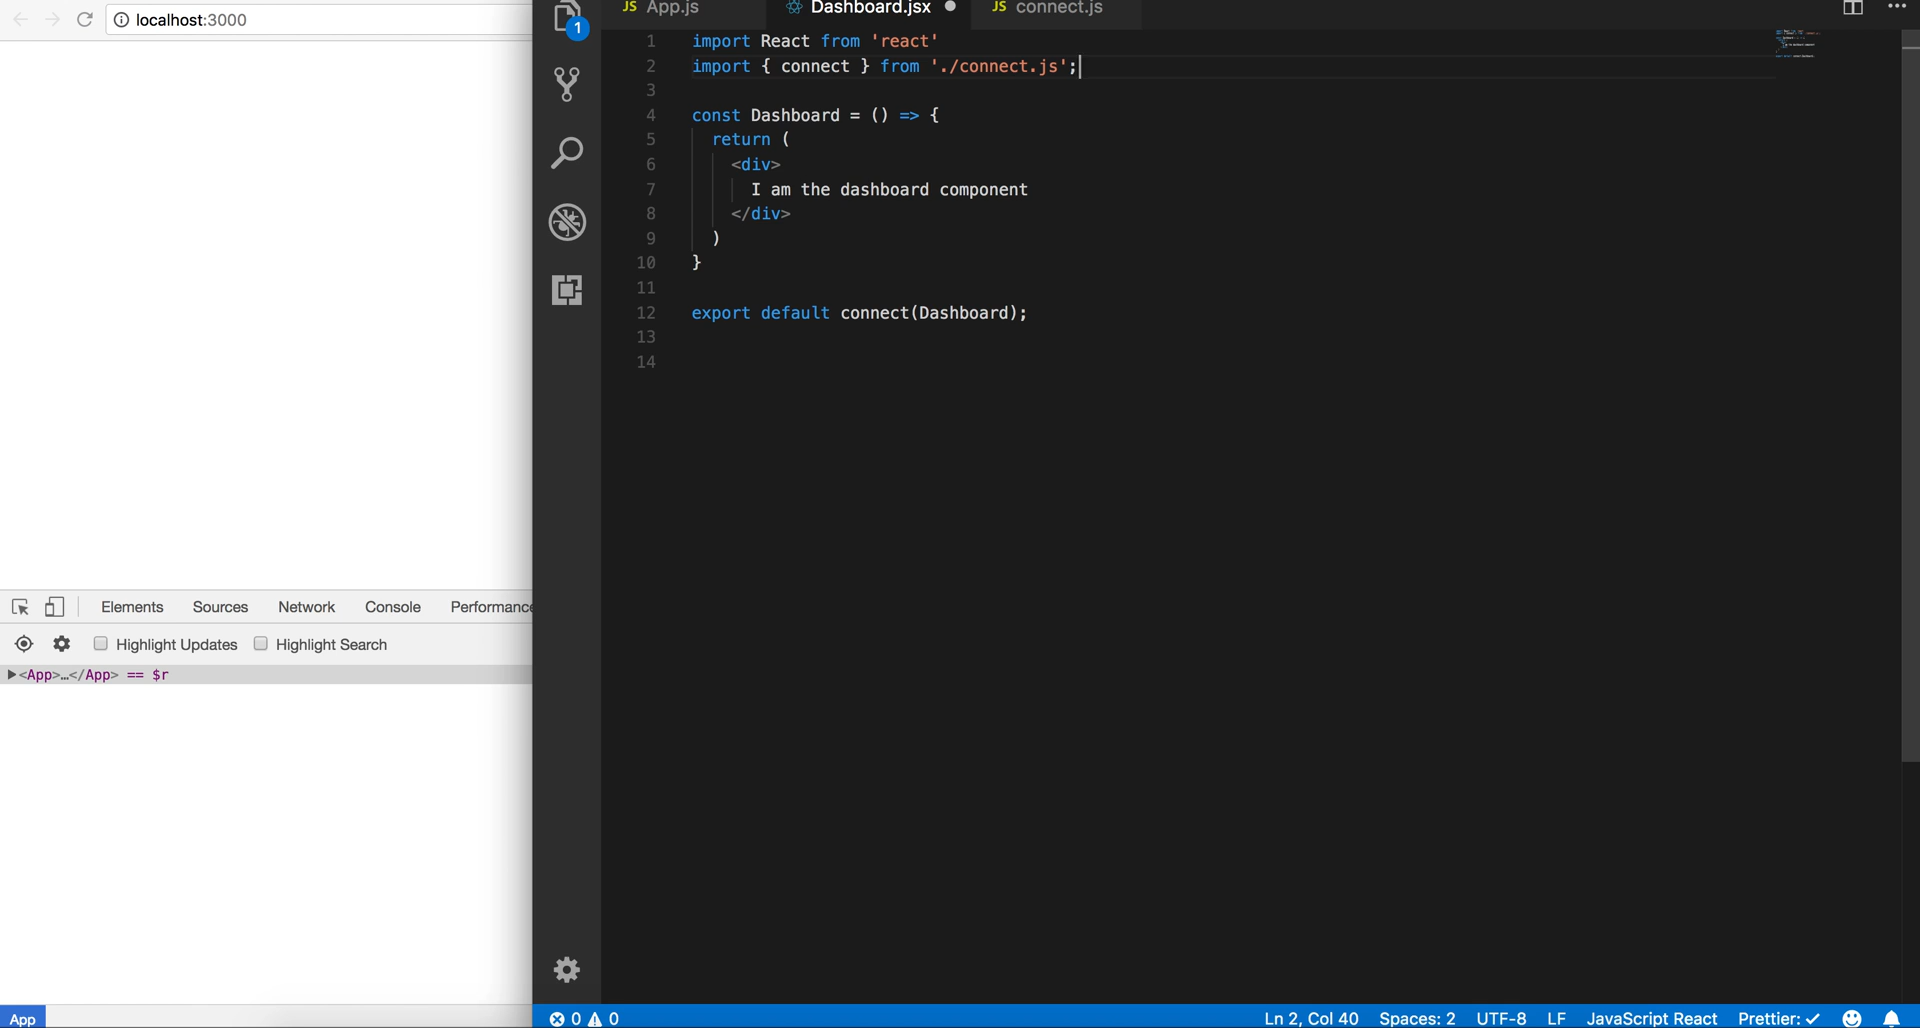 localhost:3000
Elements Sources Network Console Performance
Highlight Updates Highlight Search
▶<App>…</App> == $r
App
1
JS App.js Dashboard.jsx ● JS connect.js
1 import React from 'react'
2 import { connect } from './connect.js';
3
4 const Dashboard = () => {
5 return (
6 <div>
7 I am the dashboard component
8 </div>
9 )
10 }
11
12 export default connect(Dashboard);
13
14
0 0 Ln 2, Col 40 Spaces: 2 UTF-8 LF JavaScript React Prettier: ✓